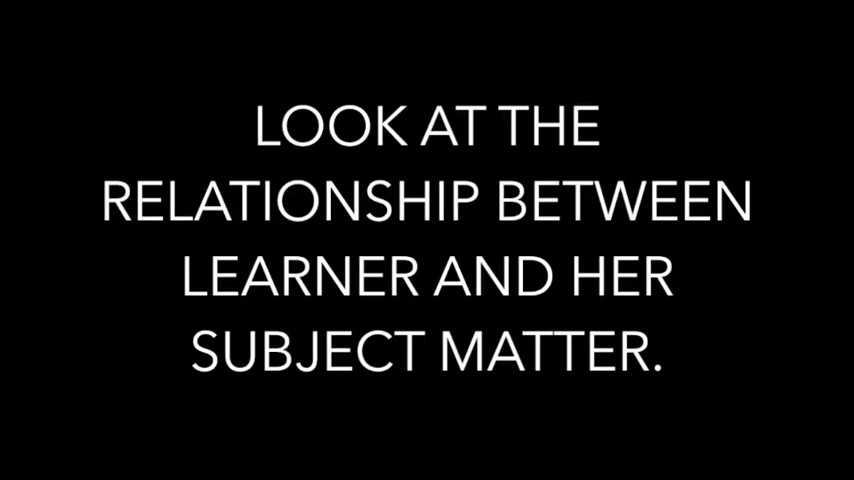 LOOK AT THE
RELATIONSHIP BETWEEN
LEARNER AND HER
SUBJECT MATTER.